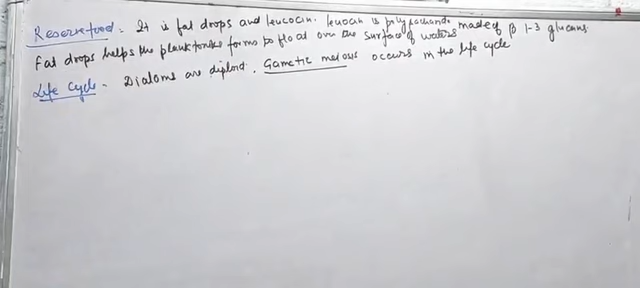 Reserve food - It is fat drops and leucocin. leuocin is polysaccharide made of β 1-3 glucans
Fat drops helps the planktonic forms to float over the surface of waters
Life Cycle - Diatoms are diploid. Gametic meiosis occurs in the life cycle